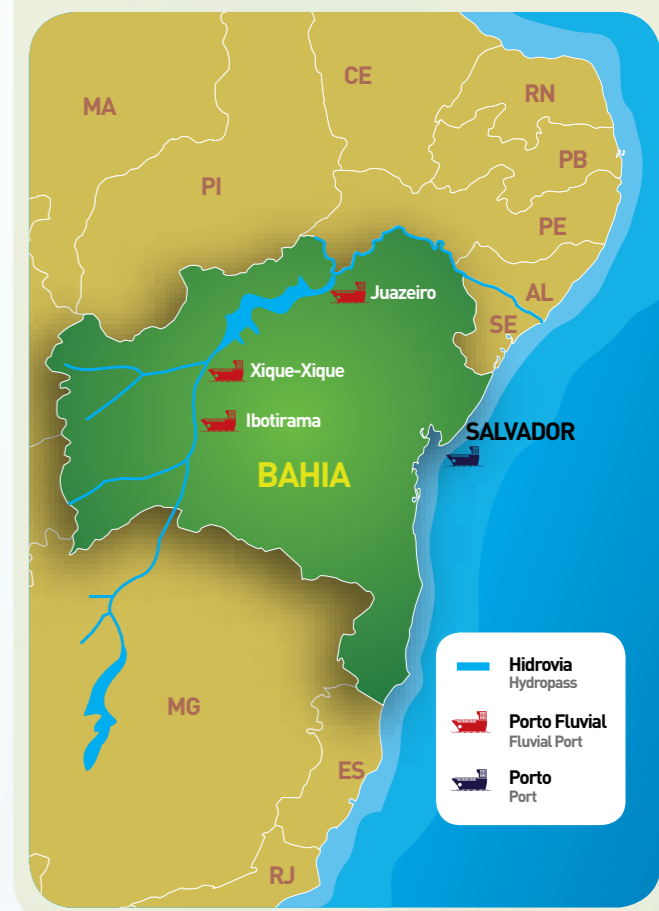 CE
RN
MA
PB
PI
PE
AL
Juazeiro
SE
Xique-Xique
Ibotirama
SALVADOR
BAHIA
MG
ES
RJ
Hidrovia
Hydropass
Porto Fluvial
Fluvial Port
Porto
Port